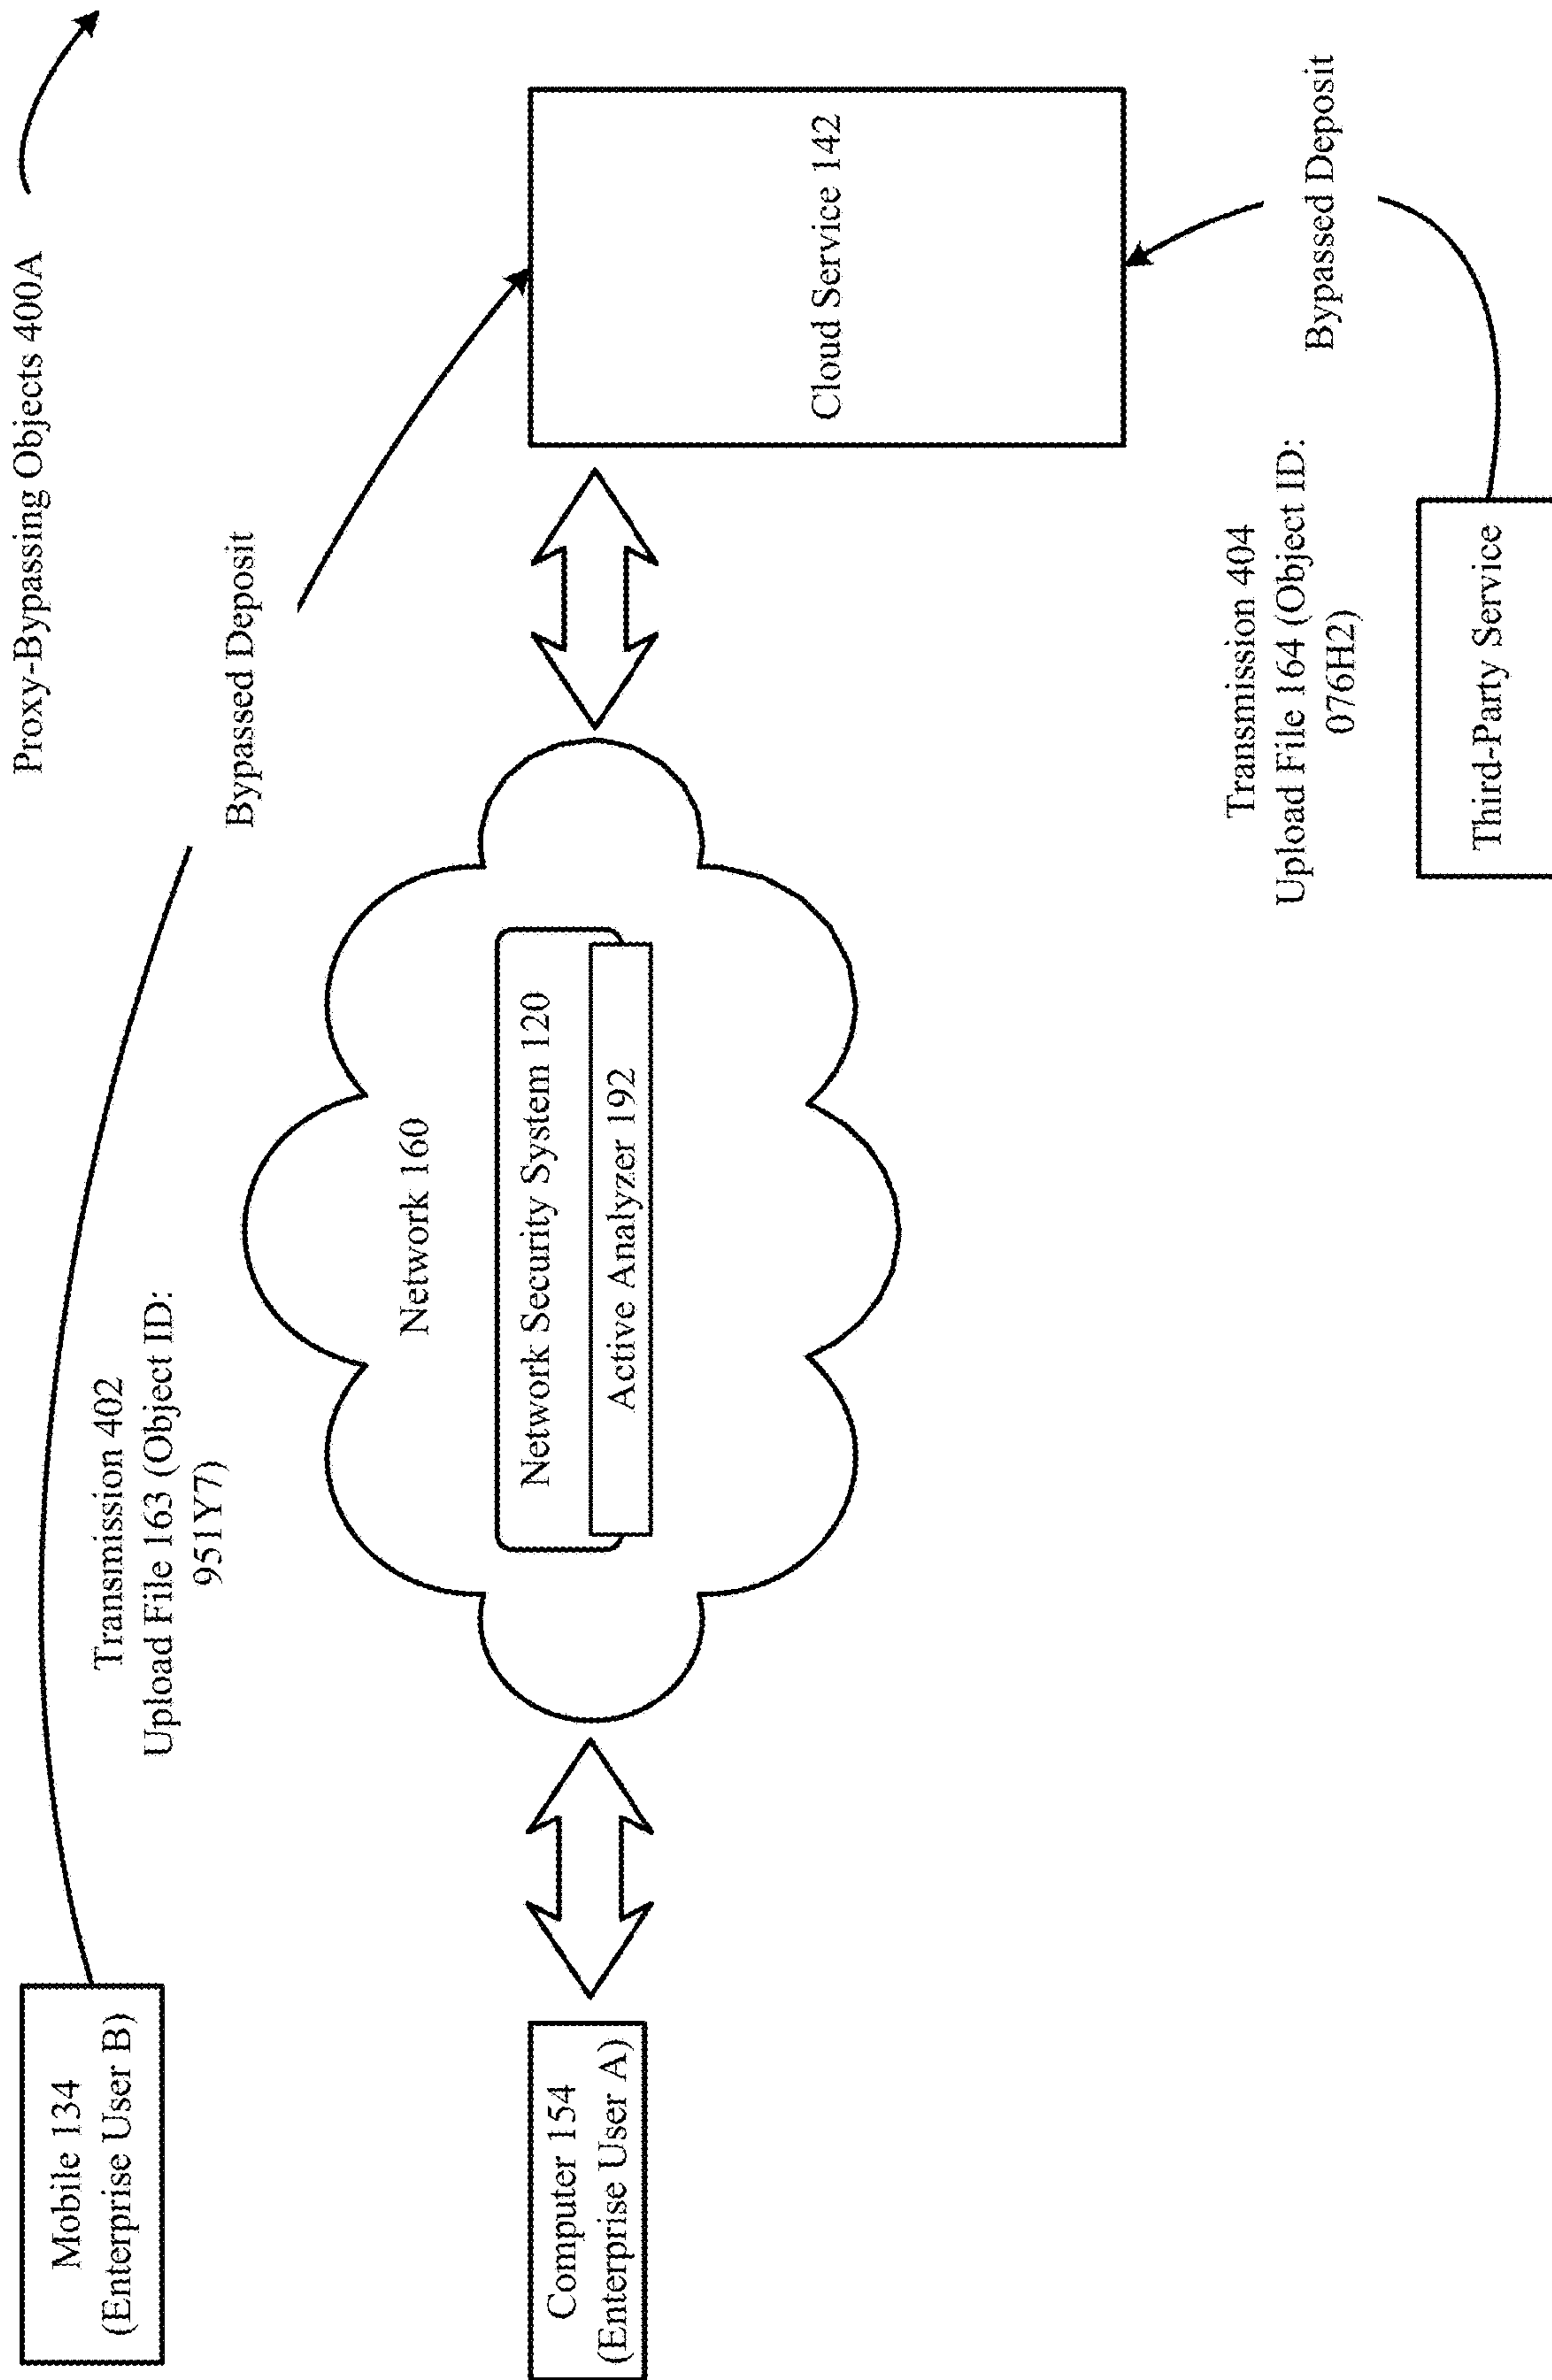 Proxy-Bypassing Objects 400A
Mobile 134
(Enterprise User B)
Transmission 402
Upload File 163 (Object ID:
951Y7)
Bypassed Deposit
Network 160
Computer 154
(Enterprise User A)
Network Security System 120
Active Analyzer 192
Cloud Service 142
Transmission 404
Upload File 164 (Object ID:
076H2)
Bypassed Deposit
Third-Party Service